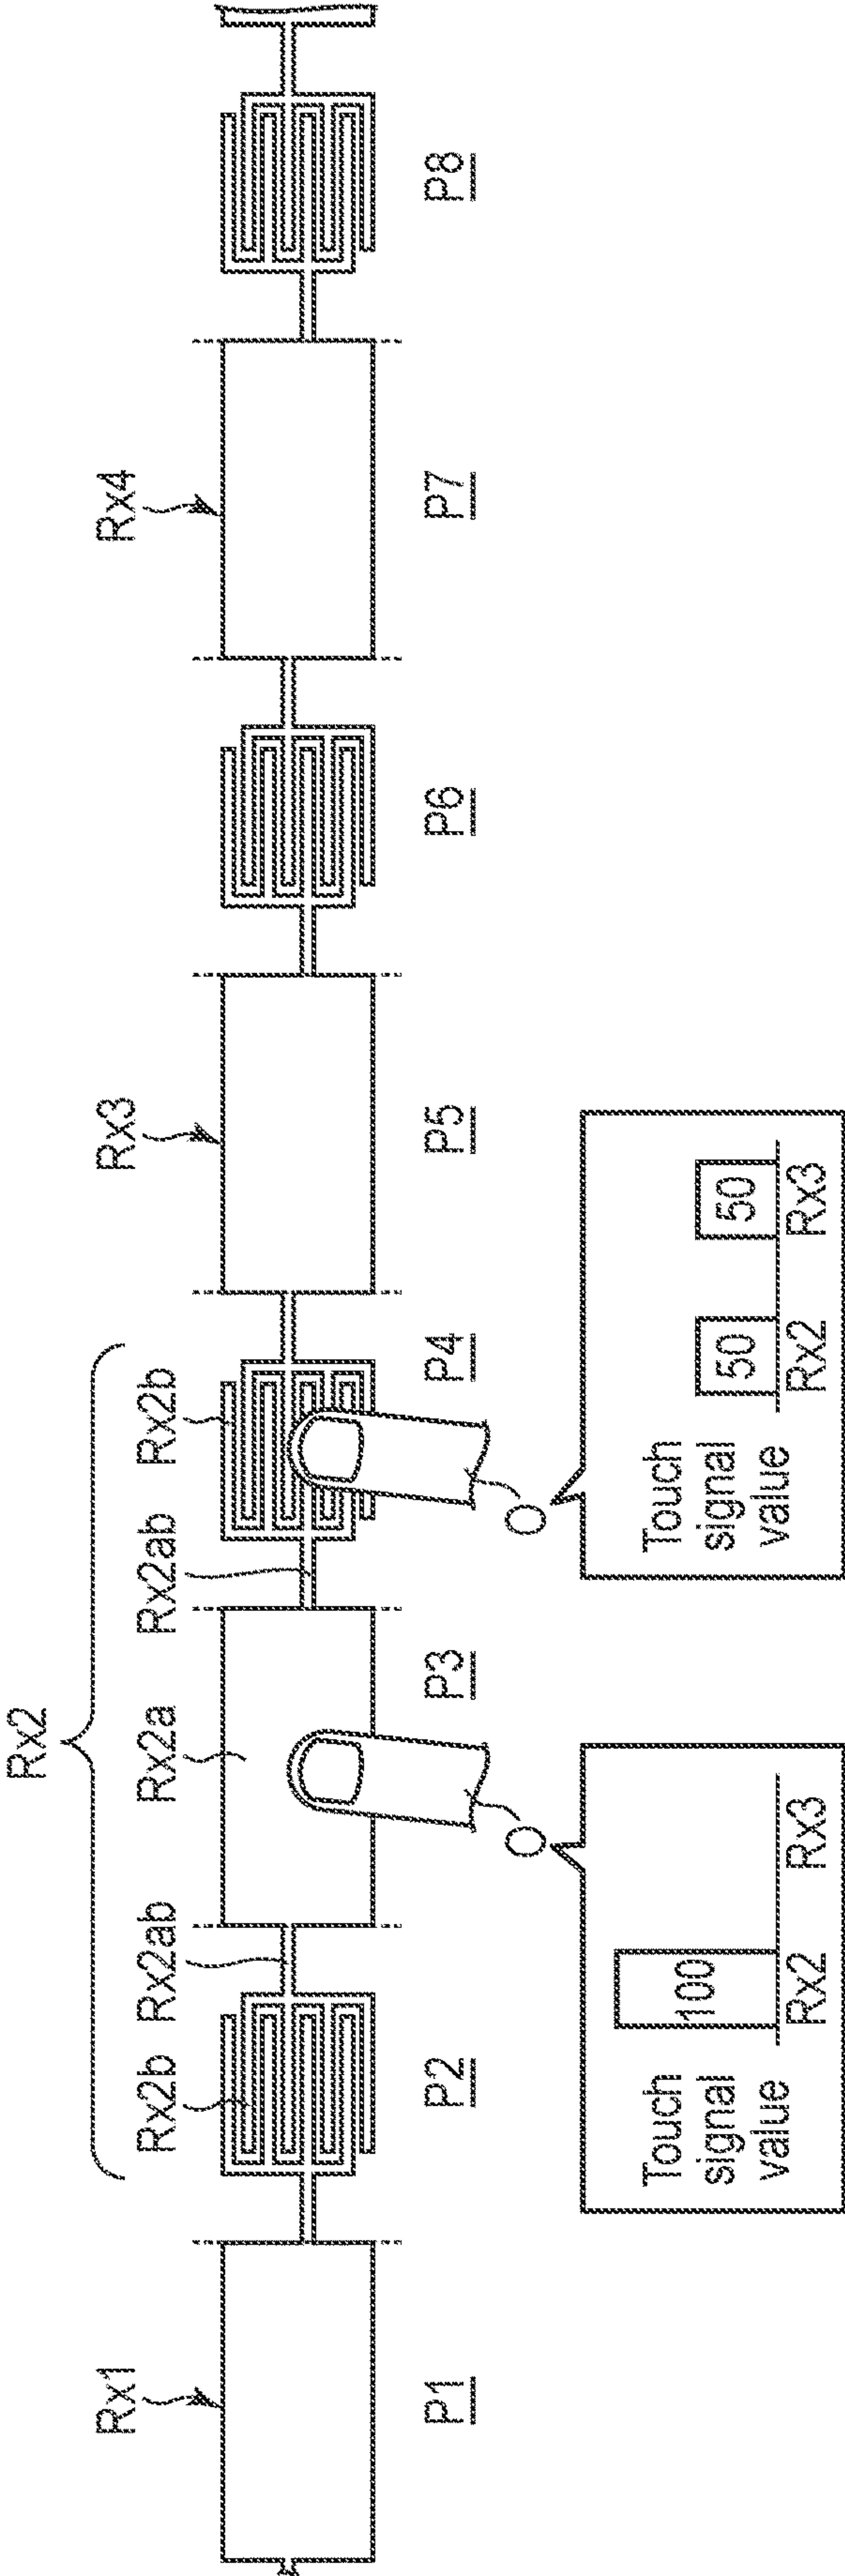 Rx2
Rx1
Rx2b
Rx2ab
Rx2a
Rx2ab
Rx2b
Rx3
Rx4
P1
P2
P3
P4
P5
P6
P7
P8
Touch
signal
value
100
Rx2
Rx3
Touch
signal
value
50
50
Rx2
Rx3